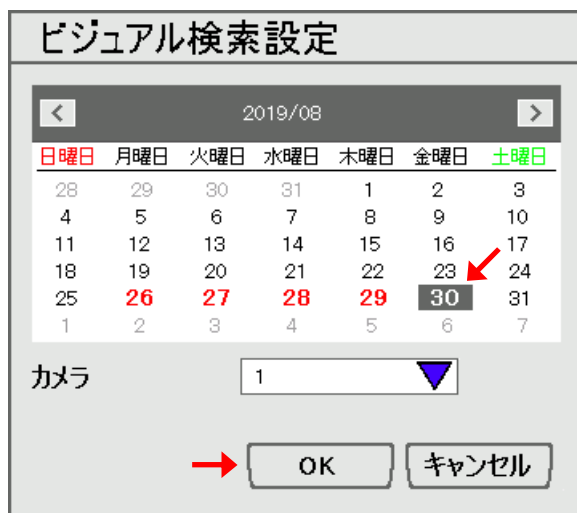 ビジュアル検索設定
< 2019/08 >
日曜日 月曜日 火曜日 水曜日 木曜日 金曜日 土曜日
28 29 30 31 1 2 3
4 5 6 7 8 9 10
11 12 13 14 15 16 17
18 19 20 21 22 23 24
25 26 27 28 29 30 31
1 2 3 4 5 6 7
カメラ 1
OK キャンセル